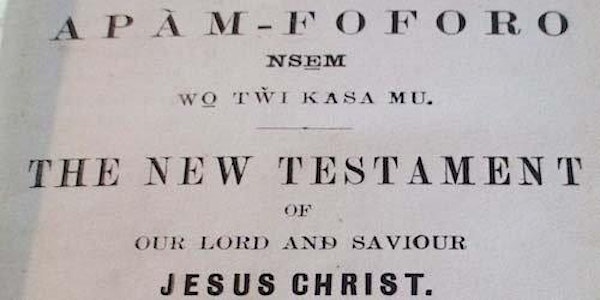 APÀM-FOFORO
NSE̲M
WO̲ TW̌I KASA MU.
THE NEW TESTAMENT
OF
OUR LORD AND SAVIOUR
JESUS CHRIST.